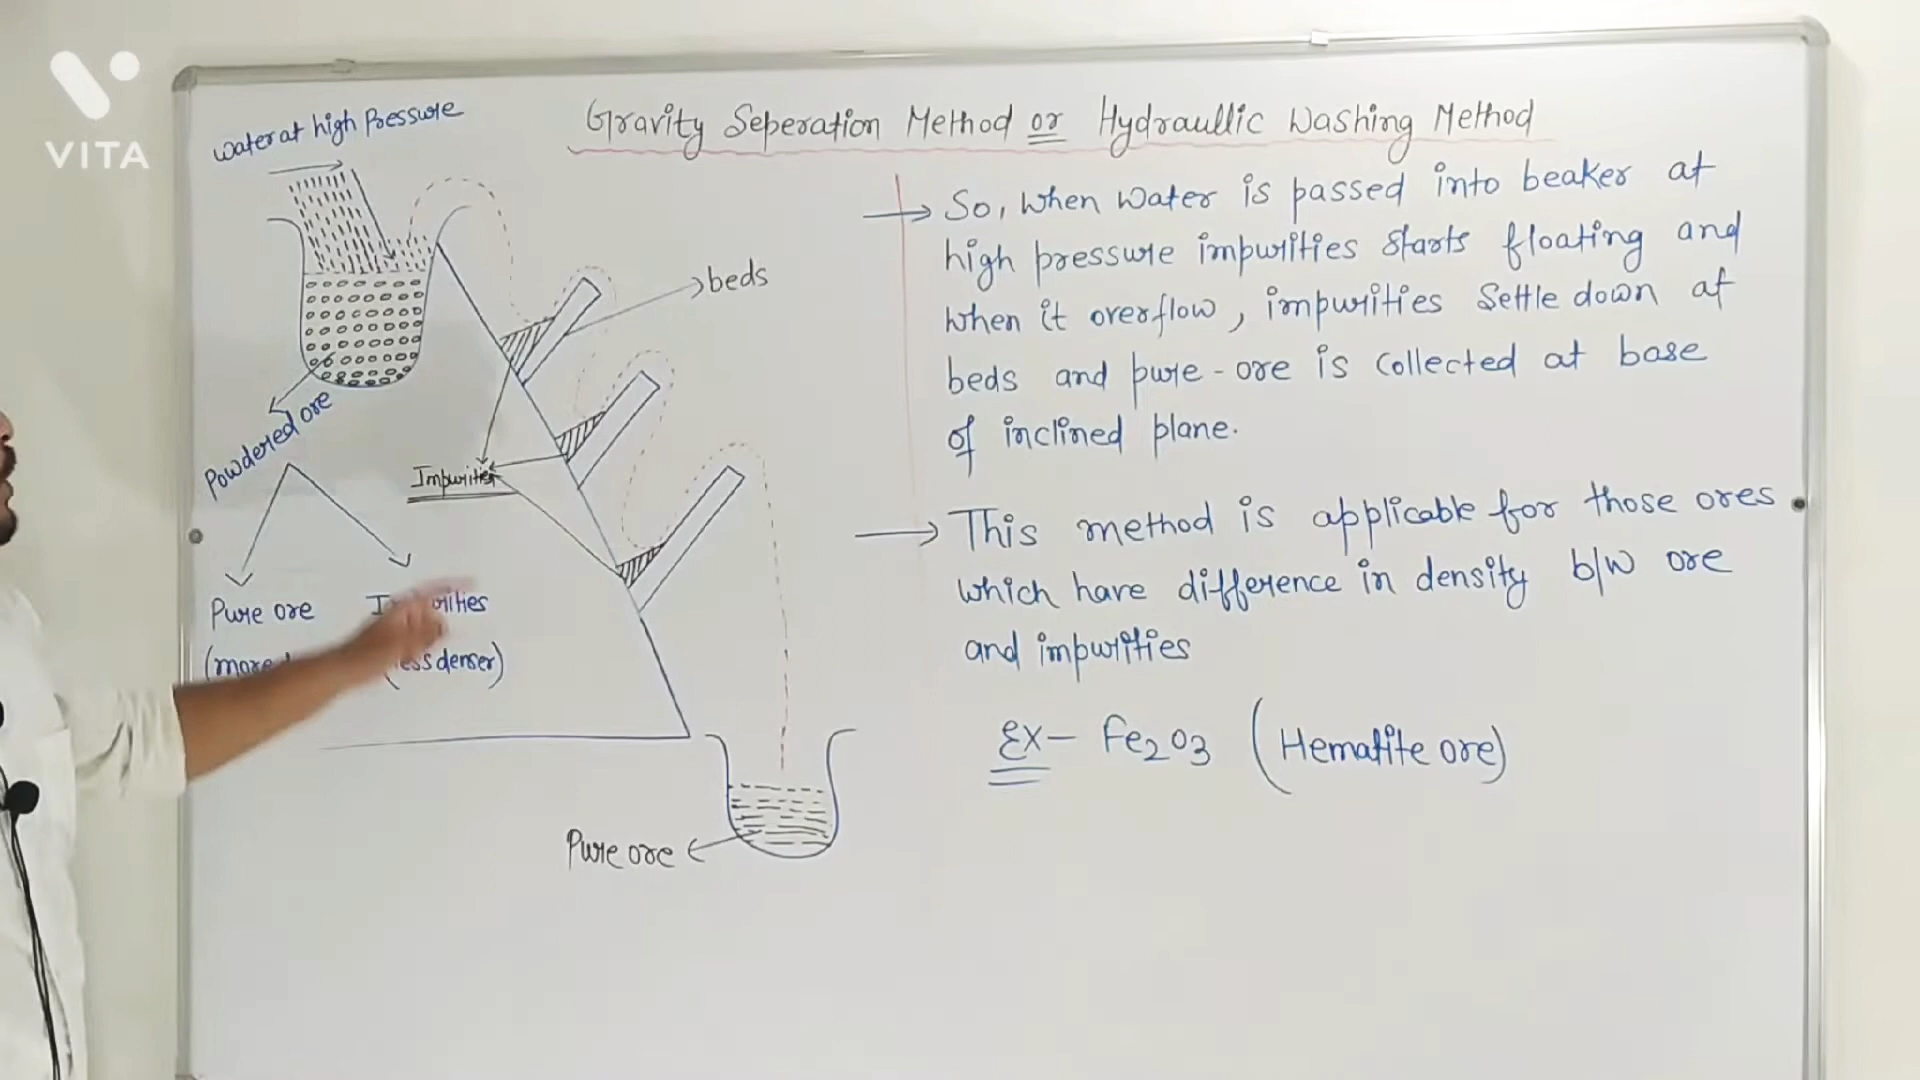 VITA
Gravity Seperation Method or Hydraullic Washing Method
water at high Pressure
beds
Powdered ore
Impurities
Pure ore
(more
Impurities
less denser)
Pure ore
→ So, when water is passed into beaker at
high pressure impurities starts floating and
when it overflow, impurities settle down at
beds and pure-ore is collected at base
of inclined plane.
→ This method is applicable for those ores
which have difference in density b/w ore
and impurities
Ex- Fe2O3 (Hematite ore)